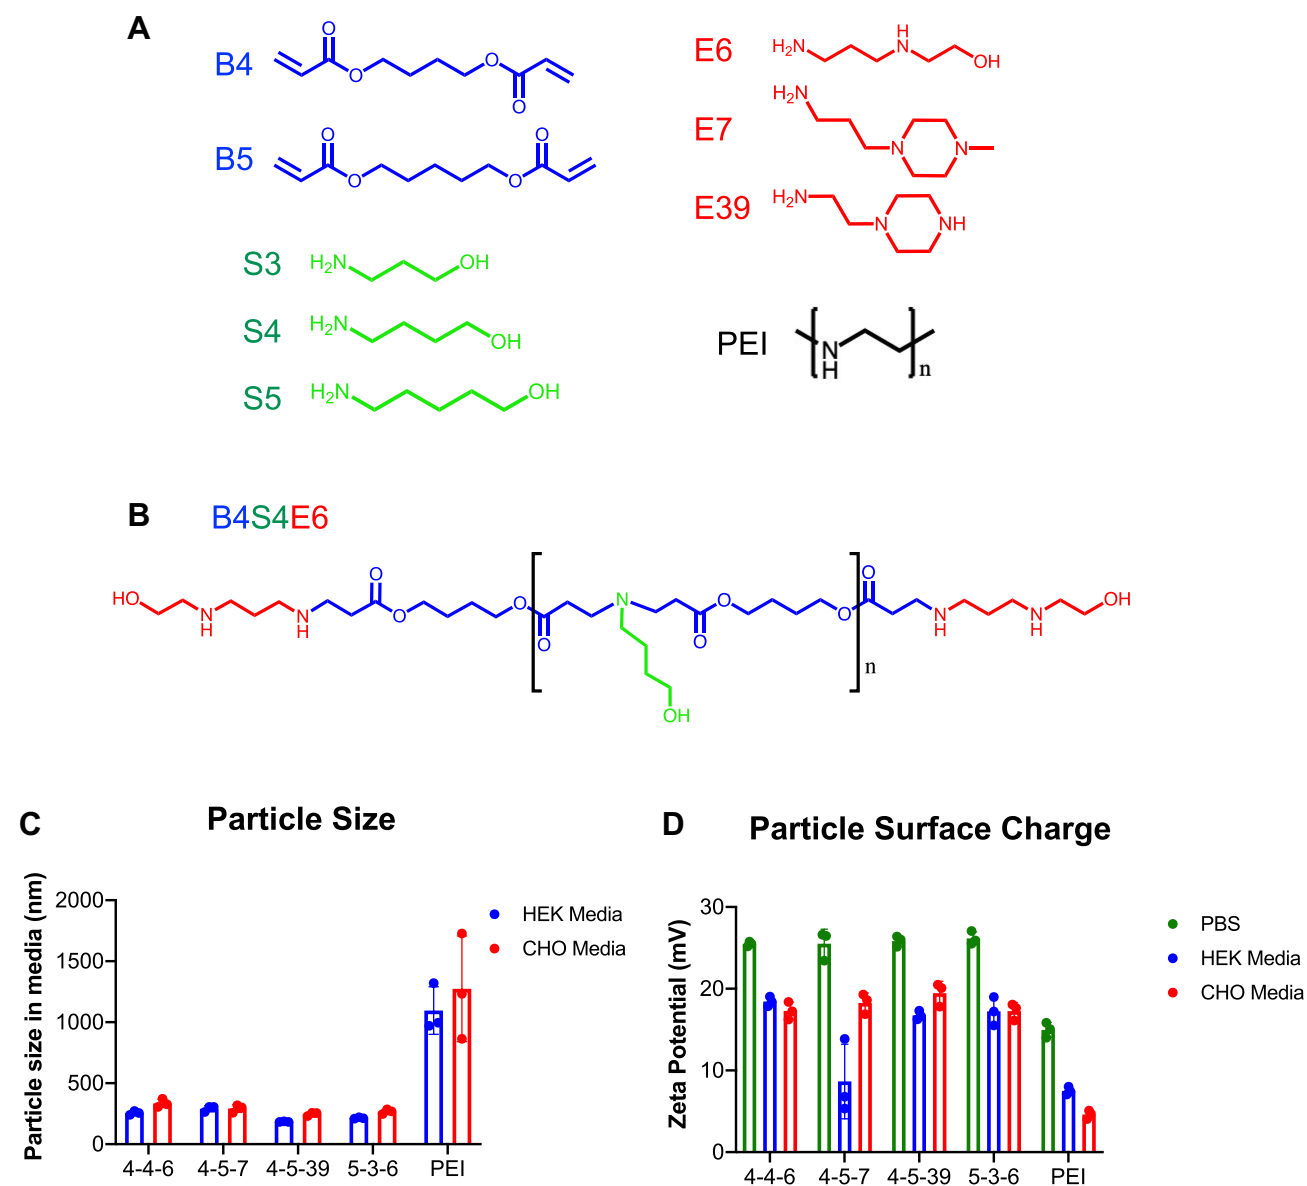 A
B4
O
O
O
O
B5
O
O
O
O
S3
H2N
OH
S4
H2N
OH
S5
H2N
OH
E6
H2N
H
N
OH
E7
H2N
N
N
E39
H2N
N
NH
PEI
N
H
n
B
B4S4E6
HO
N
H
N
H
O
O
O
O
N
O
O
O
O
N
H
N
H
OH
n
OH
C
Particle Size
Particle size in media (nm)
2000
1500
1000
500
0
4-4-6
4-5-7
4-5-39
5-3-6
PEI
HEK Media
CHO Media
D
Particle Surface Charge
Zeta Potential (mV)
30
20
10
0
4-4-6
4-5-7
4-5-39
5-3-6
PEI
PBS
HEK Media
CHO Media